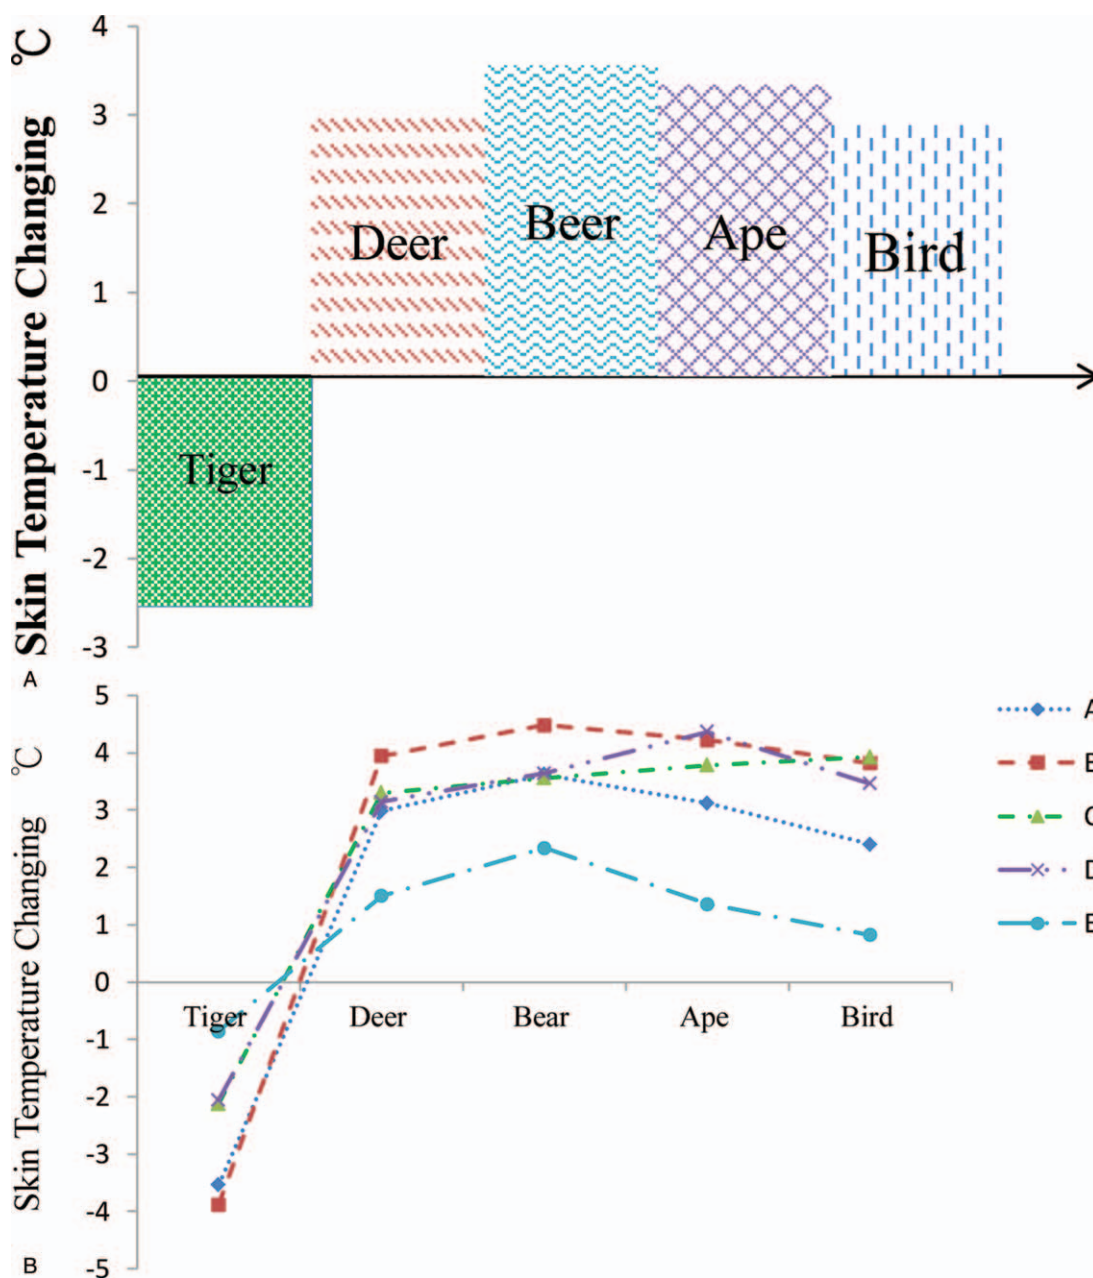 Skin Temperature Changing ℃
4
3
2
1
0
-1
-2
-3
Tiger
Deer
Beer
Ape
Bird
A
Skin Temperature Changing ℃
5
4
3
2
1
0
-1
-2
-3
-4
-5
Tiger Deer Bear Ape Bird
A
C
D
B